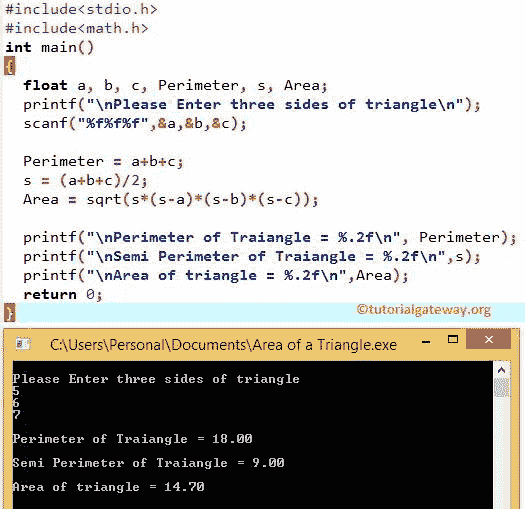 #include<stdio.h>
#include<math.h>
int main()
{
float a, b, c, Perimeter, s, Area;
printf("\nPlease Enter three sides of triangle\n");
scanf("%f%f%f",&a,&b,&c);
Perimeter = a+b+c;
s = (a+b+c)/2;
Area = sqrt(s*(s-a)*(s-b)*(s-c));
printf("\nPerimeter of Traiangle = %.2f\n", Perimeter);
printf("\nSemi Perimeter of Traiangle = %.2f\n",s);
printf("\nArea of triangle = %.2f\n",Area);
return 0;
©tutorialgateway.org
}
C:\Users\Personal\Documents\Area of a Triangle.exe
Please Enter three sides of triangle
5
6
7
Perimeter of Traiangle = 18.00
Semi Perimeter of Traiangle = 9.00
Area of triangle = 14.70